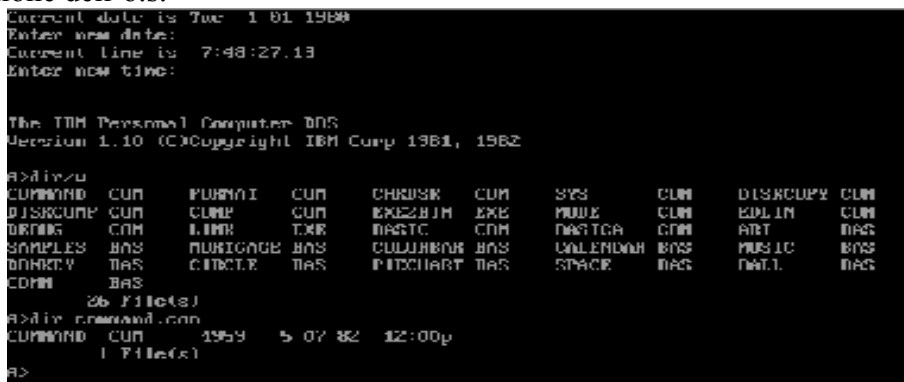 Current date is Tue 1-01-1980
Enter new date:
Current time is 7:48:27.13
Enter new time:
The IBM Personal Computer DOS
Version 1.10 (C)Copyright IBM Corp 1981, 1982
A>dir/w
COMMAND COM FORMAT COM CHKDSK COM SYS COM DISKCOPY COM
DISKCOMP COM COMP COM EXE2BIN EXE MODE COM EDLIN COM
DEBUG COM LINK EXE BASIC COM BASICA COM ART BAS
SAMPLES BAS MORTGAGE BAS COLORBAR BAS CALENDAR BAS MUSIC BAS
DONKEY BAS CIRCLE BAS PIECHART BAS SPACE BAS BALL BAS
COMM BAS
26 File(s)
A>dir command.com
COMMAND COM 4959 5-07-82 12:00p
1 File(s)
A>